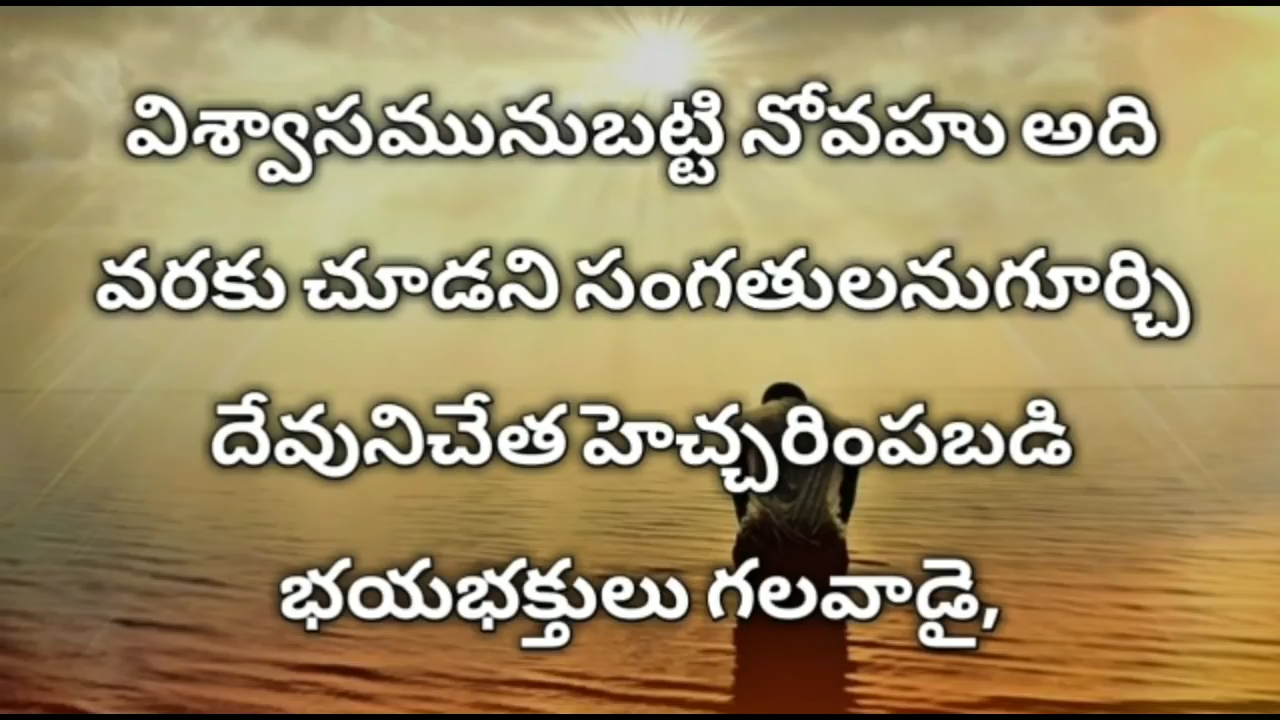 విశ్వాసమునుబట్టి నోవహు అది
వరకు చూడని సంగతులనుగూర్చి
దేవునిచేత హెచ్చరింపబడి
భయభక్తులు గలవాడై,